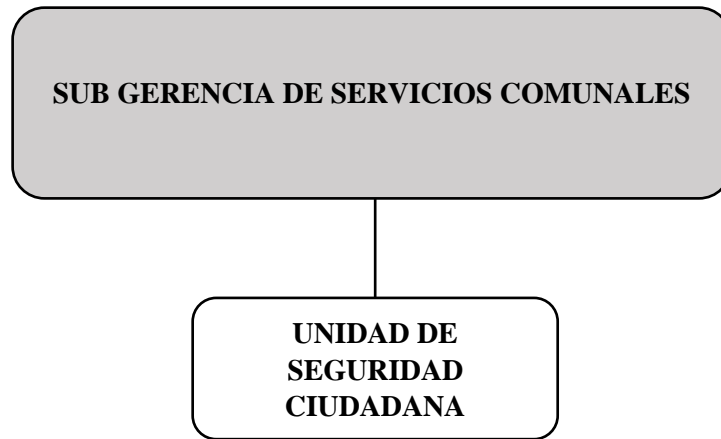 SUB GERENCIA DE SERVICIOS COMUNALES
UNIDAD DE
SEGURIDAD
CIUDADANA